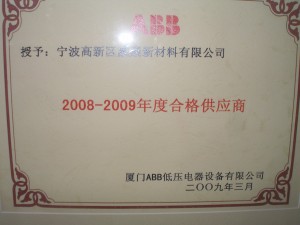 ABB
授予：宁波高新区新材料有限公司
2008-2009年度合格供应商
厦门ABB低压电器设备有限公司
二〇〇九年三月